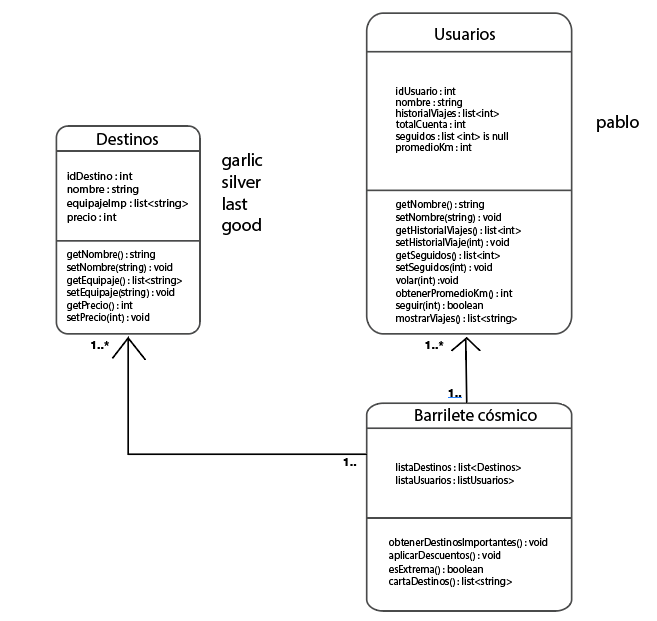 Usuarios
idUsuario : int
nombre : string
historialViajes : list<int>
totalCuenta : int
seguidos : list <int> is null
promedioKm : int
getNombre() : string
setNombre(string) : void
getHistorialViajes() : list<int>
setHistorialViaje(int) : void
getSeguidos() : list<int>
setSeguidos(int) : void
volar(int) :void
obtenerPromedioKm() : int
seguir(int) : boolean
mostrarViajes() : list<string>
pablo
Destinos
idDestino : int
nombre : string
equipajeImp : list<string>
precio : int
getNombre() : string
setNombre(string) : void
getEquipaje() : list<string>
setEquipaje(string) : void
getPrecio() : int
setPrecio(int) : void
garlic
silver
last
good
1..*
1..*
1..
1..
Barrilete cósmico
listaDestinos : list<Destinos>
listaUsuarios : listUsuarios>
obtenerDestinosImportantes() : void
aplicarDescuentos() : void
esExtrema() : boolean
cartaDestinos() : list<string>